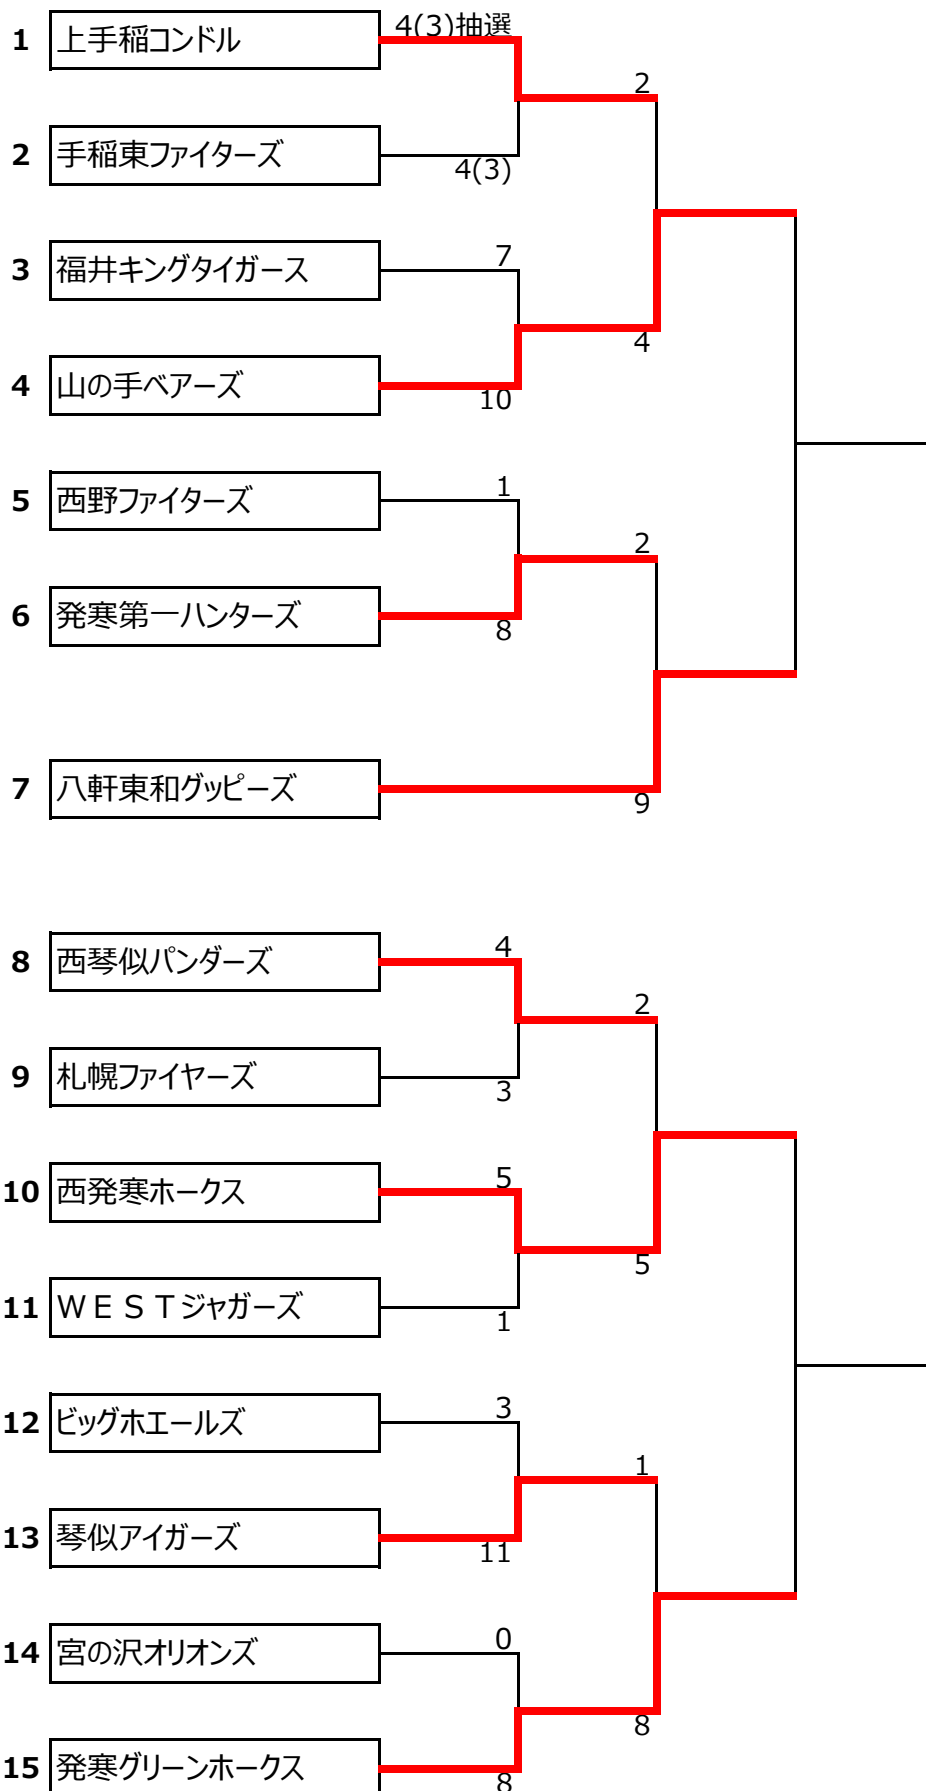 4(3)抽選
1 上手稲コンドル
2
2 手稲東ファイターズ
4(3)
7
3 福井キングタイガース
4
4 山の手ベアーズ
10
1
5 西野ファイターズ
2
6 発寒第一ハンターズ
8
7 八軒東和グッピーズ
9
4
8 西琴似パンダーズ
2
9 札幌ファイヤーズ
3
5
10 西発寒ホークス
5
11 ＷＥＳＴジャガーズ
1
3
12 ビッグホエールズ
1
13 琴似アイガーズ
11
0
14 宮の沢オリオンズ
8
15 発寒グリーンホークス
8